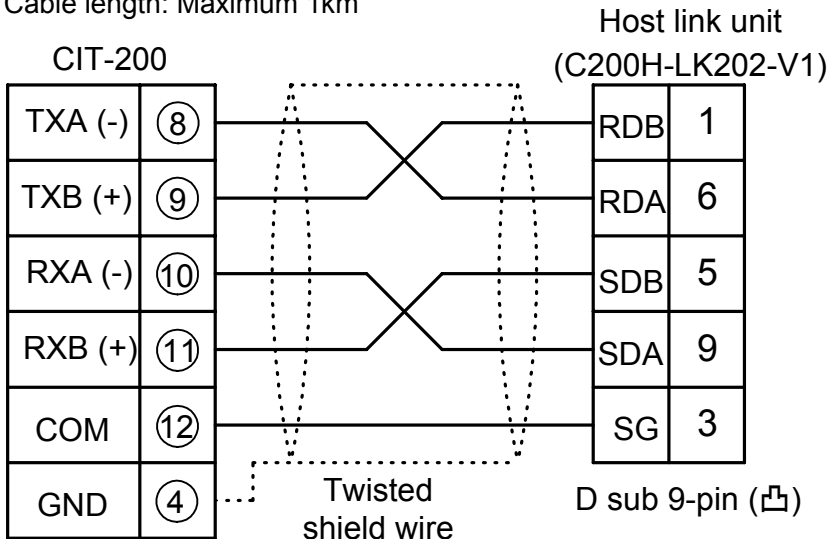 Cable length: Maximum 1km
Host link unit
CIT-200
(C200H-LK202-V1)
TXA (-) ⑧ RDB 1
TXB (+) ⑨ RDA 6
RXA (-) ⑩ SDB 5
RXB (+) ⑪ SDA 9
COM ⑫ SG 3
GND ④
Twisted
shield wire
D sub 9-pin (凸)